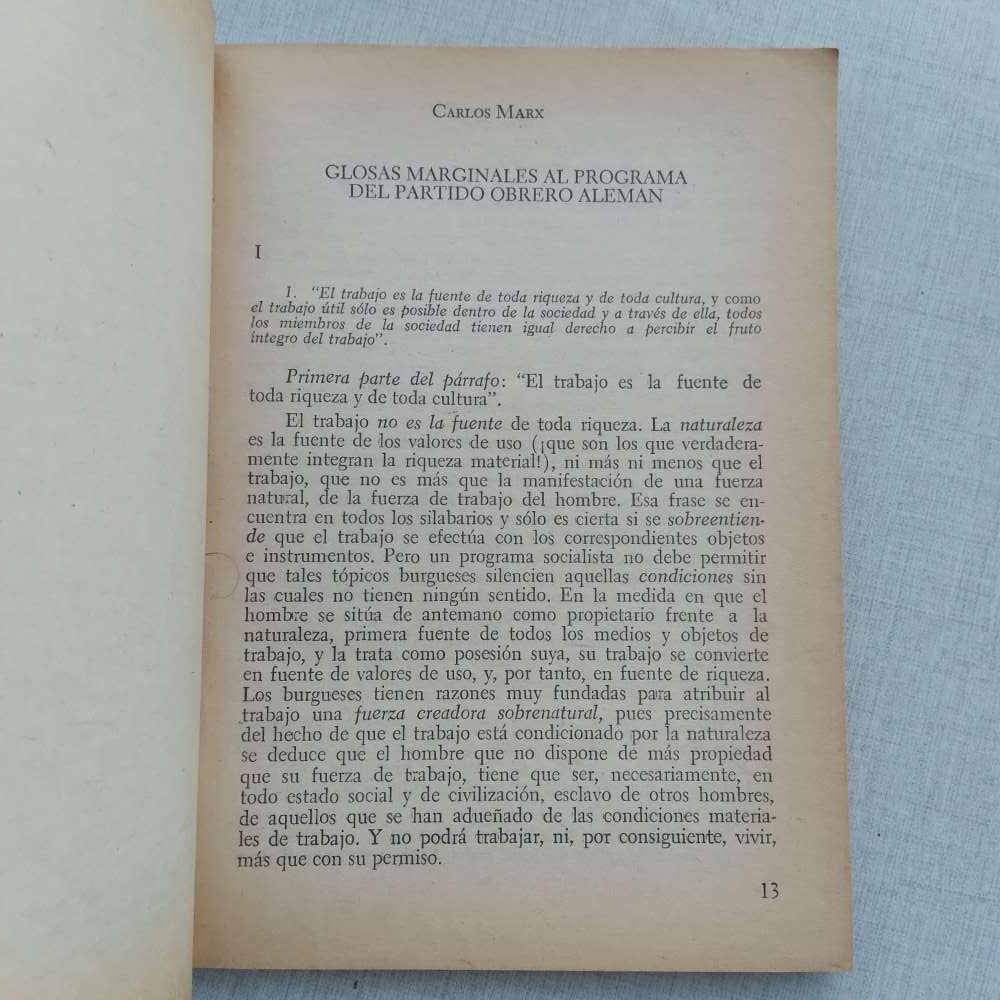 CARLOS MARX
GLOSAS MARGINALES AL PROGRAMA
DEL PARTIDO OBRERO ALEMAN
I
1. “El trabajo es la fuente de toda riqueza y de toda cultura, y como
el trabajo útil sólo es posible dentro de la sociedad y a través de ella, todos
los miembros de la sociedad tienen igual derecho a percibir el fruto
íntegro del trabajo”.
Primera parte del párrafo: “El trabajo es la fuente de
toda riqueza y de toda cultura”.
El trabajo no es la fuente de toda riqueza. La naturaleza
es la fuente de los valores de uso (¡que son los que verdadera-
mente integran la riqueza material!), ni más ni menos que el
trabajo, que no es más que la manifestación de una fuerza
natural, de la fuerza de trabajo del hombre. Esa frase se en-
cuentra en todos los silabarios y sólo es cierta si se sobreentien-
de que el trabajo se efectúa con los correspondientes objetos
e instrumentos. Pero un programa socialista no debe permitir
que tales tópicos burgueses silencien aquellas condiciones sin
las cuales no tienen ningún sentido. En la medida en que el
hombre se sitúa de antemano como propietario frente a la
naturaleza, primera fuente de todos los medios y objetos de
trabajo, y la trata como posesión suya, su trabajo se convierte
en fuente de valores de uso, y, por tanto, en fuente de riqueza.
Los burgueses tienen razones muy fundadas para atribuir al
trabajo una fuerza creadora sobrenatural, pues precisamente
del hecho de que el trabajo está condicionado por la naturaleza
se deduce que el hombre que no dispone de más propiedad
que su fuerza de trabajo, tiene que ser, necesariamente, en
todo estado social y de civilización, esclavo de otros hombres,
de aquellos que se han adueñado de las condiciones materia-
les de trabajo. Y no podrá trabajar, ni, por consiguiente, vivir,
más que con su permiso.
13